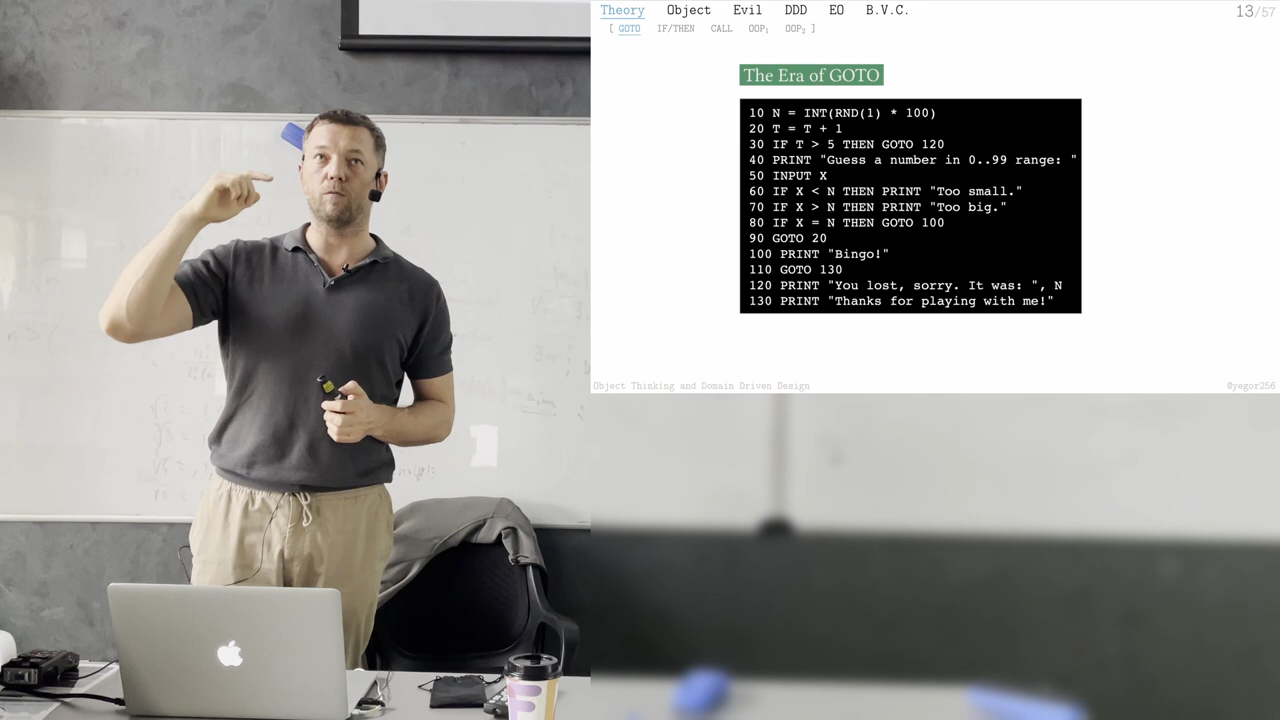 Theory Object Evil DDD EO B.V.C. 13/57
[ GOTO IF/THEN CALL OOP₁ OOP₂ ]
The Era of GOTO
10 N = INT(RND(1) * 100)
20 T = T + 1
30 IF T > 5 THEN GOTO 120
40 PRINT "Guess a number in 0..99 range: "
50 INPUT X
60 IF X < N THEN PRINT "Too small."
70 IF X > N THEN PRINT "Too big."
80 IF X = N THEN GOTO 100
90 GOTO 20
100 PRINT "Bingo!"
110 GOTO 130
120 PRINT "You lost, sorry. It was: ", N
130 PRINT "Thanks for playing with me!"
Object Thinking and Domain Driven Design @yegor256